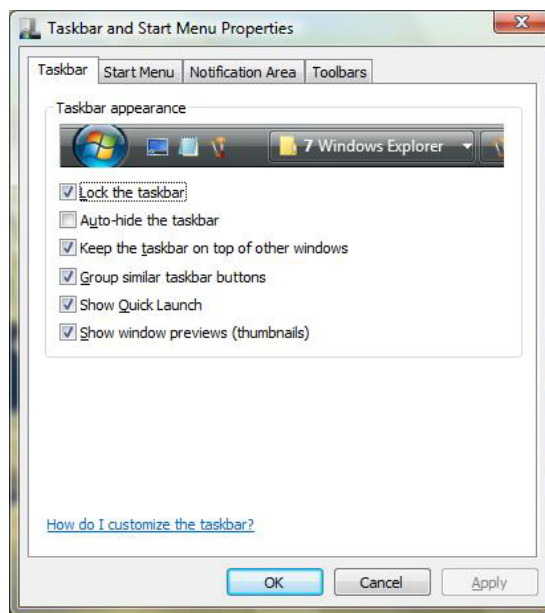 Taskbar and Start Menu Properties
Taskbar Start Menu Notification Area Toolbars
Taskbar appearance
7 Windows Explorer
Lock the taskbar
Auto-hide the taskbar
Keep the taskbar on top of other windows
Group similar taskbar buttons
Show Quick Launch
Show window previews (thumbnails)
How do I customize the taskbar?
OK Cancel Apply